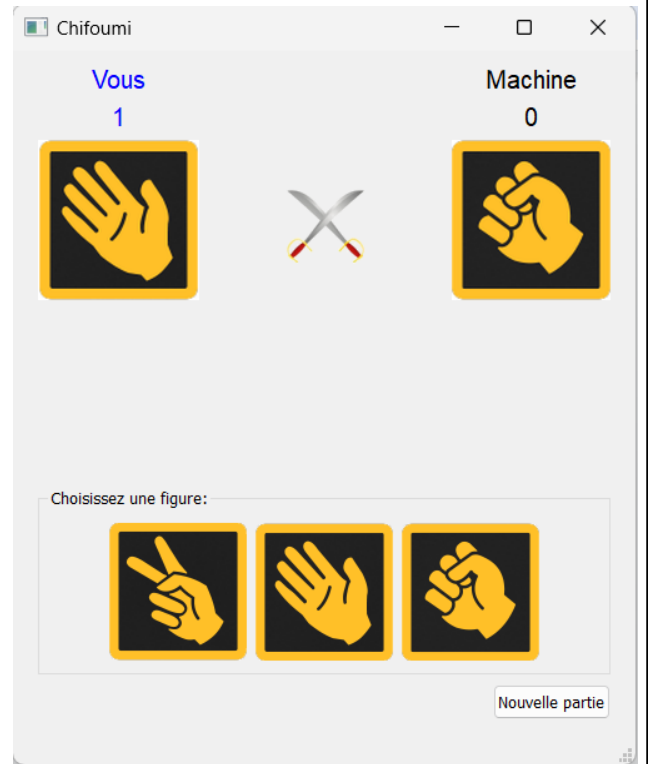 Chifoumi
Vous
Machine
1
0
Choisissez une figure:
Nouvelle partie